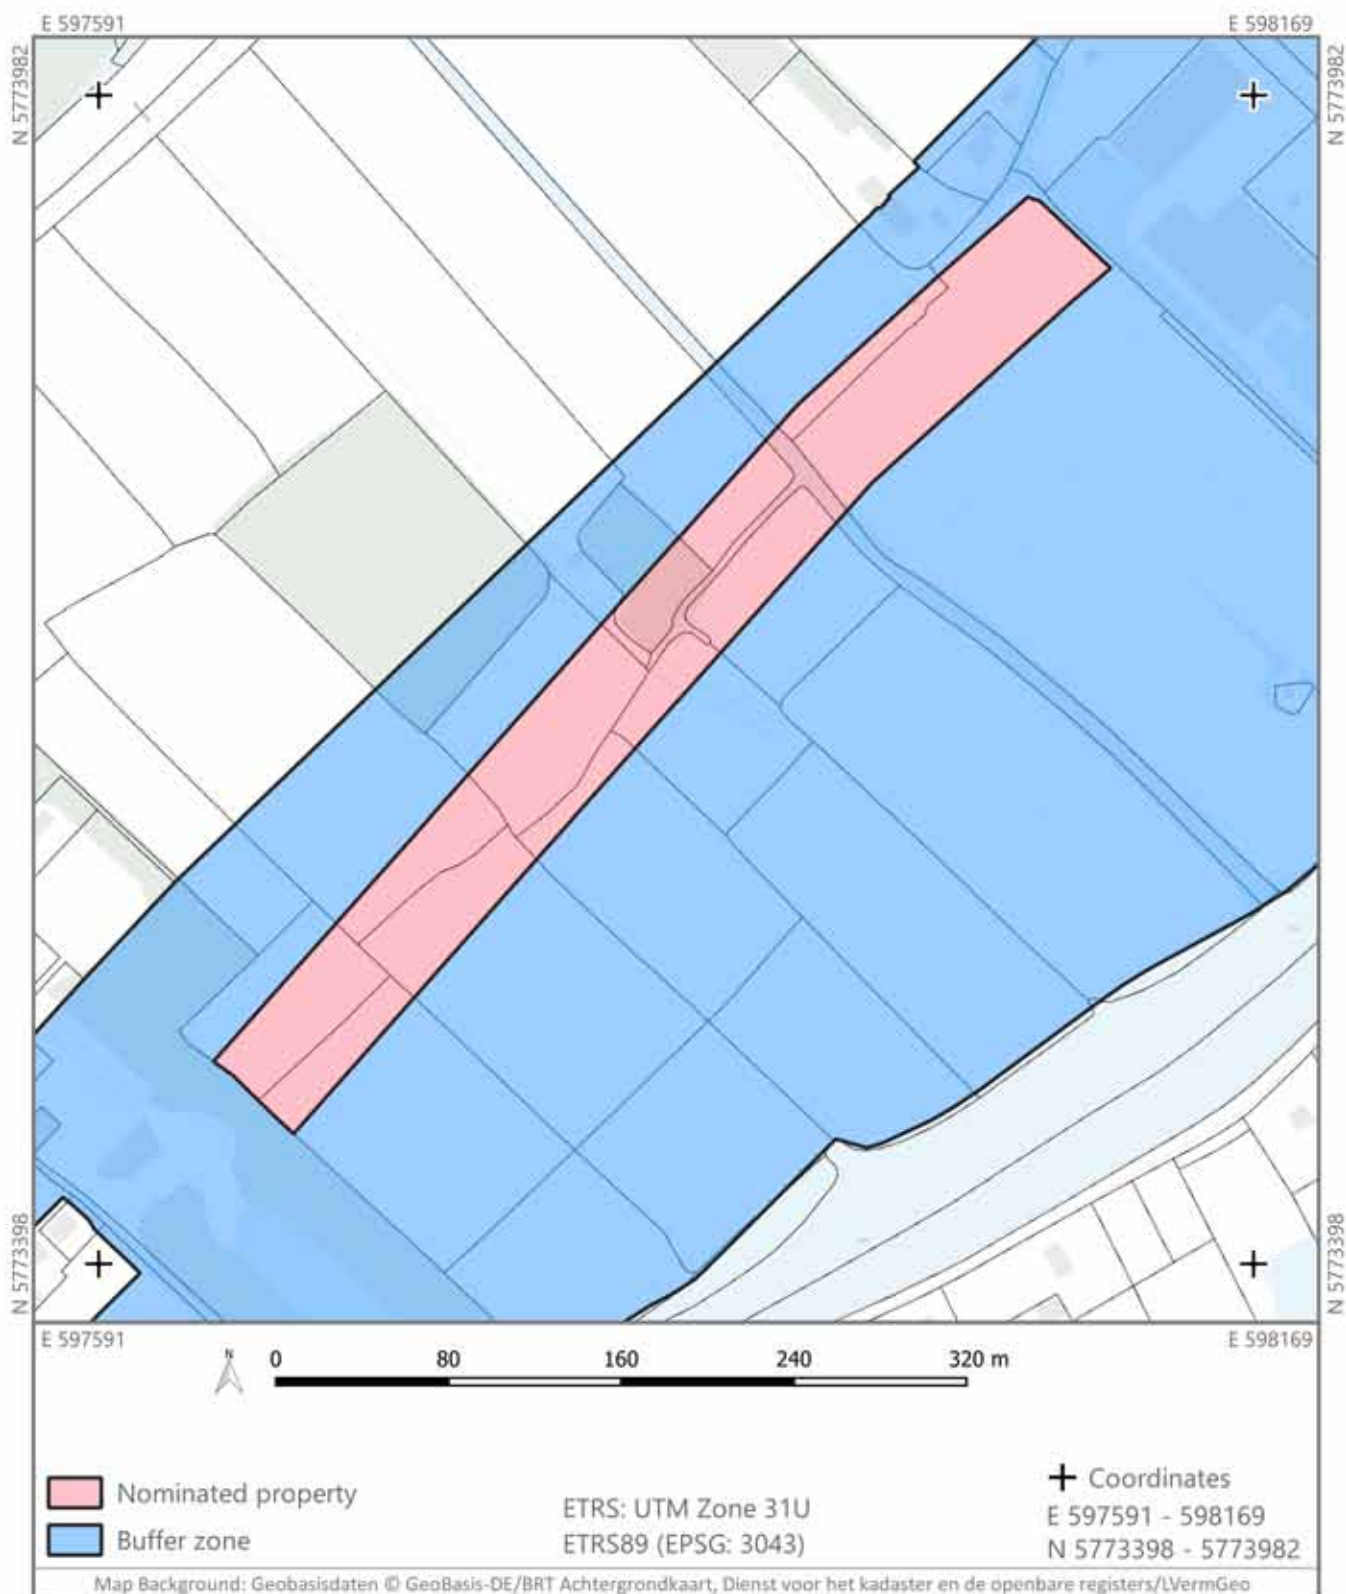 E 597591
E 598169
N 5773982
N 5773982
N 5773398
N 5773398
E 597591
E 598169
N
0 80 160 240 320 m
Nominated property
Buffer zone
ETRS: UTM Zone 31U
ETRS89 (EPSG: 3043)
Coordinates
E 597591 - 598169
N 5773398 - 5773982
Map Background: Geobasisdaten © GeoBasis-DE/BRT Achtergrondkaart, Dienst voor het kadaster en de openbare registers/LVermGeo